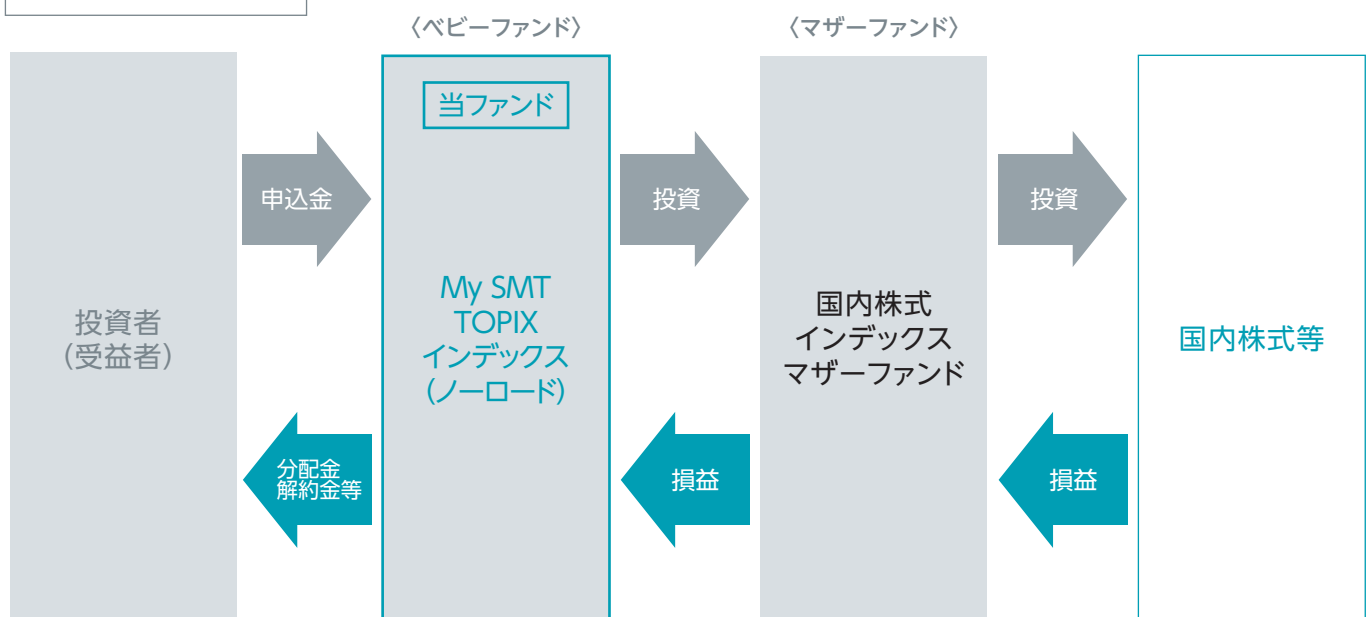 〈ベビーファンド〉
〈マザーファンド〉
当ファンド
申込金
投資
投資
投資者
(受益者)
My SMT
TOPIX
インデックス
(ノーロード)
国内株式
インデックス
マザーファンド
国内株式等
分配金
解約金等
損益
損益